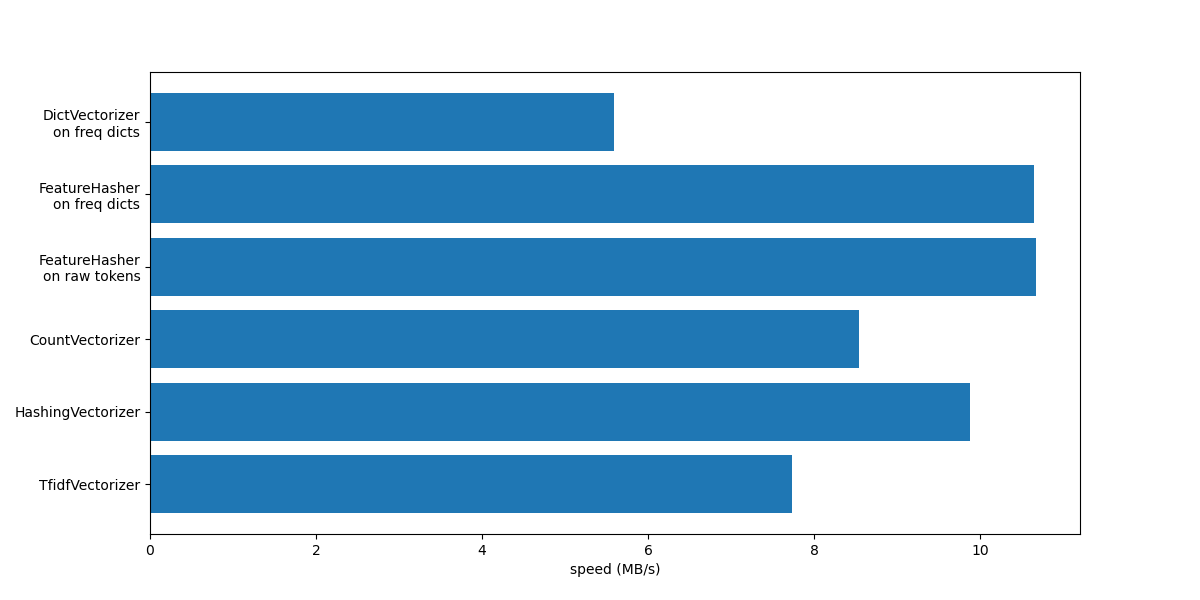 DictVectorizer
on freq dicts
FeatureHasher
on freq dicts
FeatureHasher
on raw tokens
CountVectorizer
HashingVectorizer
TfidfVectorizer
0 2 4 6 8 10
speed (MB/s)